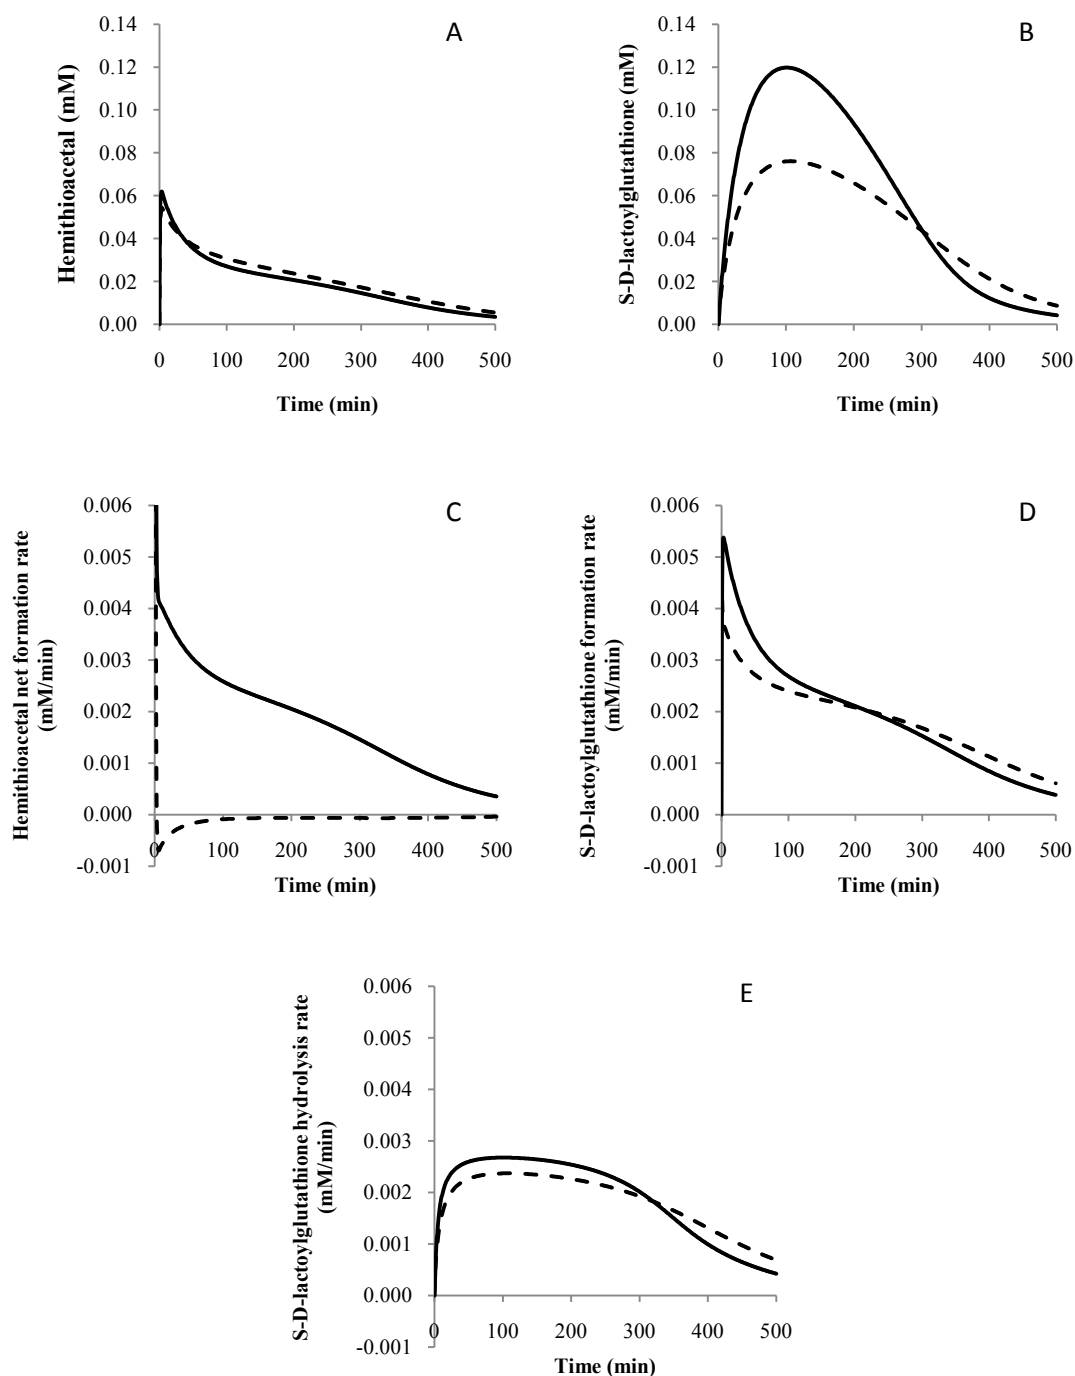 A
Hemithioacetal (mM)
0.14
0.12
0.10
0.08
0.06
0.04
0.02
0.00
0 100 200 300 400 500
Time (min)
B
S-D-lactoylglutathione (mM)
0.14
0.12
0.10
0.08
0.06
0.04
0.02
0.00
0 100 200 300 400 500
Time (min)
C
Hemithioacetal net formation rate
(mM/min)
0.006
0.005
0.004
0.003
0.002
0.001
0.000
-0.001
0 100 200 300 400 500
Time (min)
D
S-D-lactoylglutathione formation rate
(mM/min)
0.006
0.005
0.004
0.003
0.002
0.001
0.000
-0.001
0 100 200 300 400 500
Time (min)
E
S-D-lactoylglutathione hydrolysis rate
(mM/min)
0.006
0.005
0.004
0.003
0.002
0.001
0.000
-0.001
0 100 200 300 400 500
Time (min)